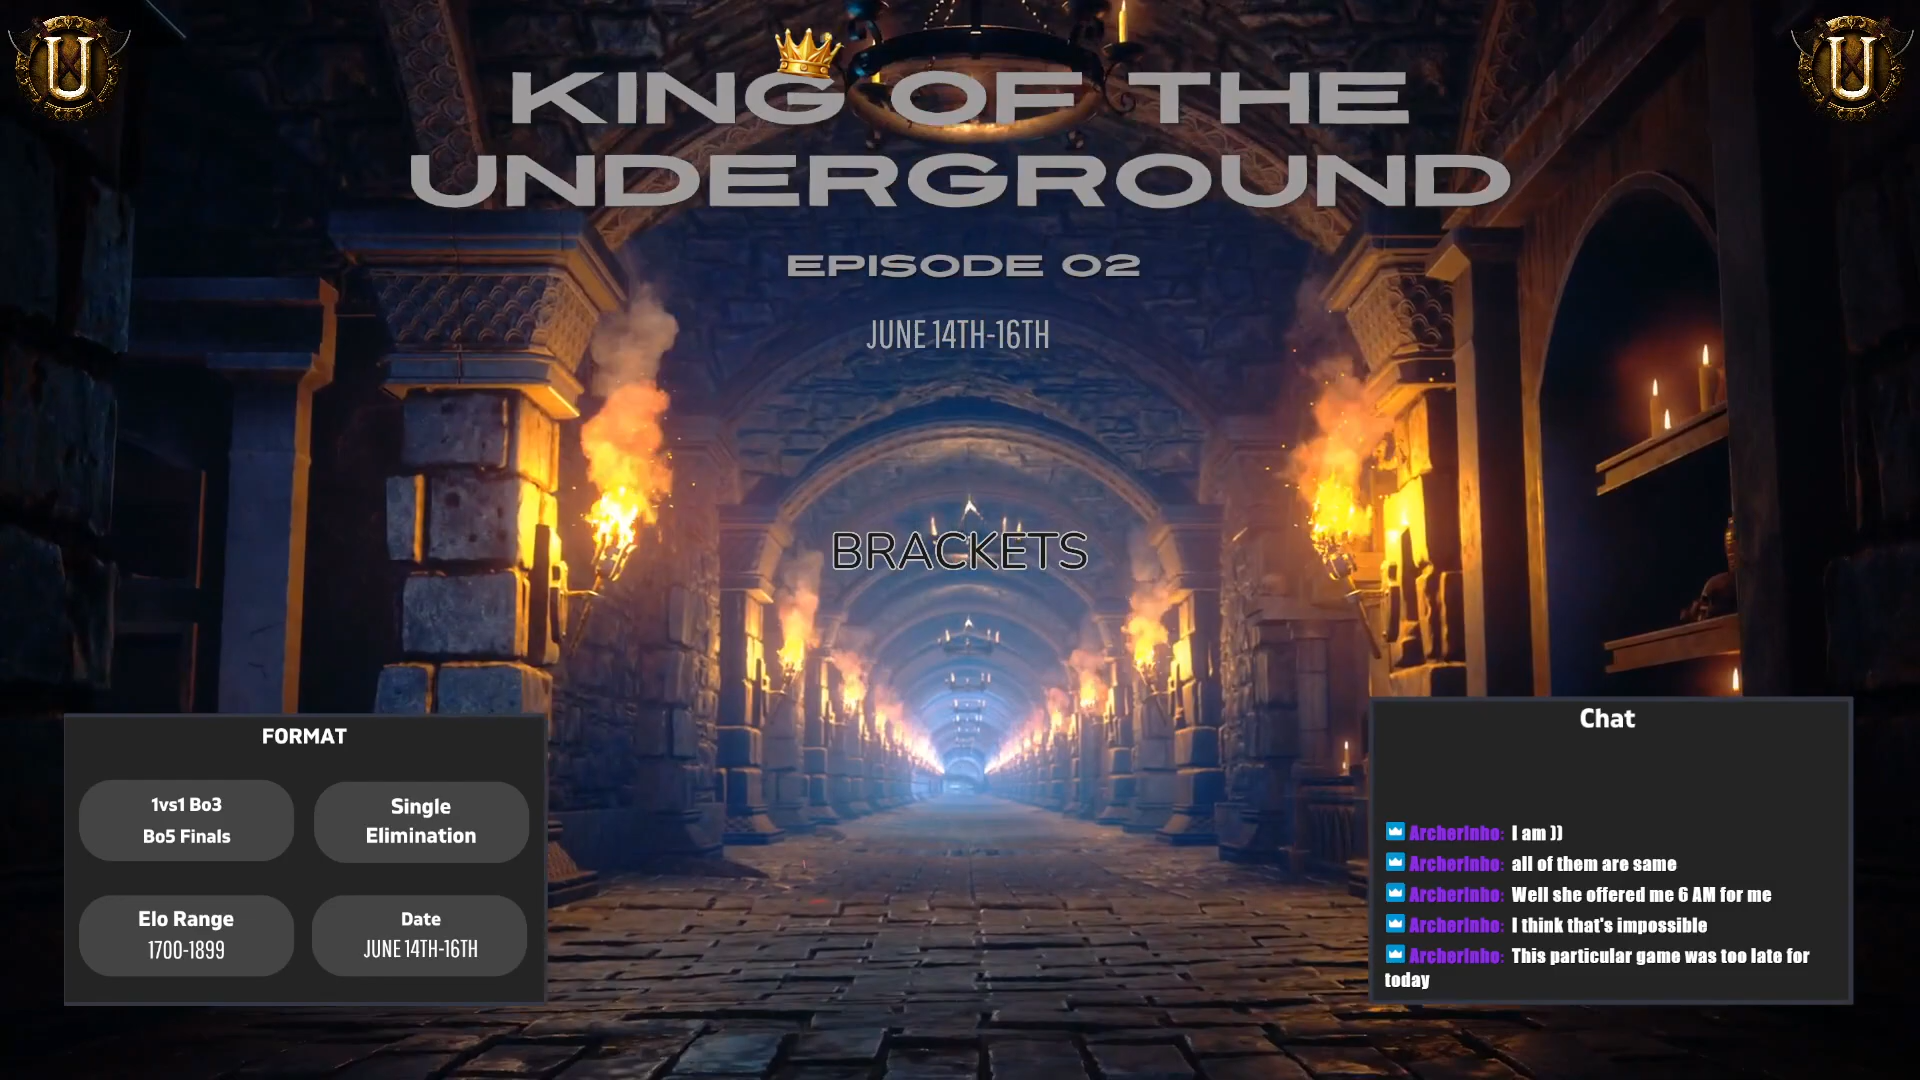 U
U
KING OF THE
UNDERGROUND
EPISODE 02
JUNE 14TH-16TH
BRACKETS
FORMAT
1vs1 Bo3
Bo5 Finals
Single
Elimination
Elo Range
1700-1899
Date
JUNE 14TH-16TH
Chat
ArcherInho: I am ))
ArcherInho: all of them are same
ArcherInho: Well she offered me 6 AM for me
ArcherInho: I think that's impossible
ArcherInho: This particular game was too late for
today